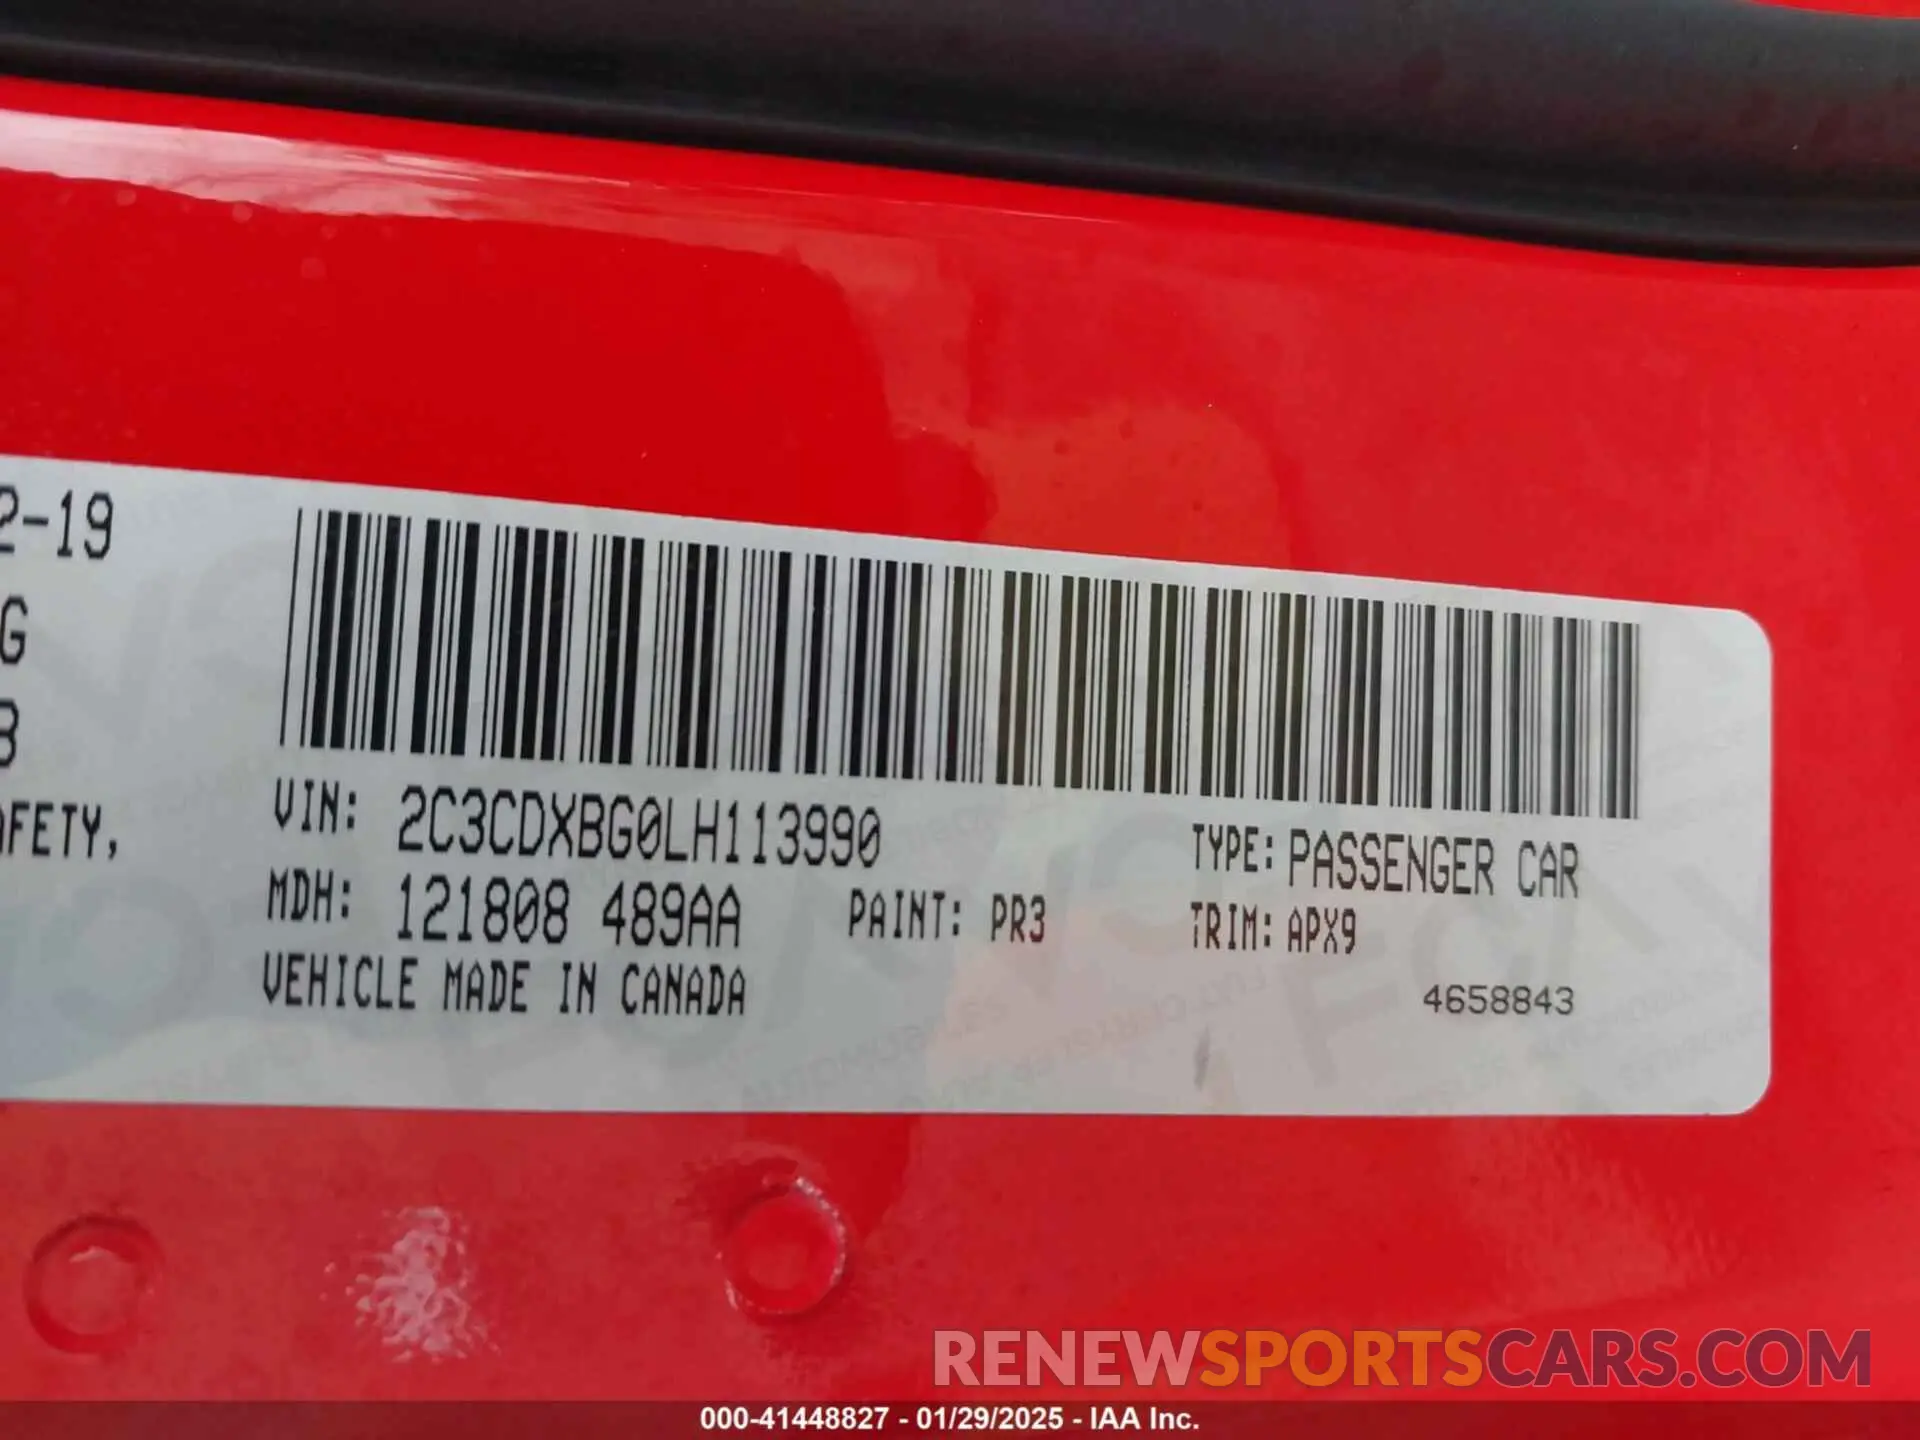 2-19
G
VIN: 2C3CDXBG0LH113990
TYPE: PASSENGER CAR
AFETY,
MDH: 121808 489AA
PAINT: PR3
TRIM: APX9
VEHICLE MADE IN CANADA
4658843
RENEWSPORTSCARS.COM
000-41448827 - 01/29/2025 - IAA Inc.